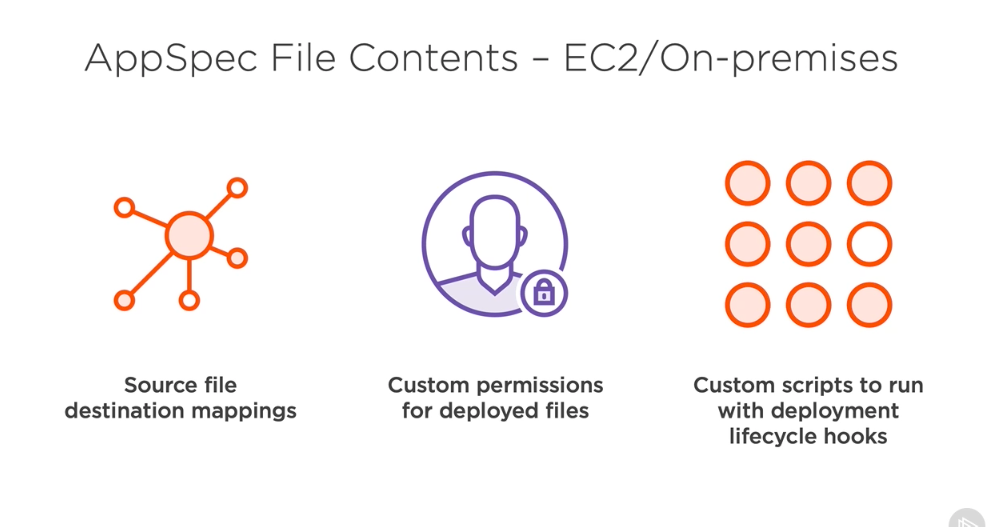 AppSpec File Contents – EC2/On-premises
Source file
destination mappings
Custom permissions
for deployed files
Custom scripts to run
with deployment
lifecycle hooks